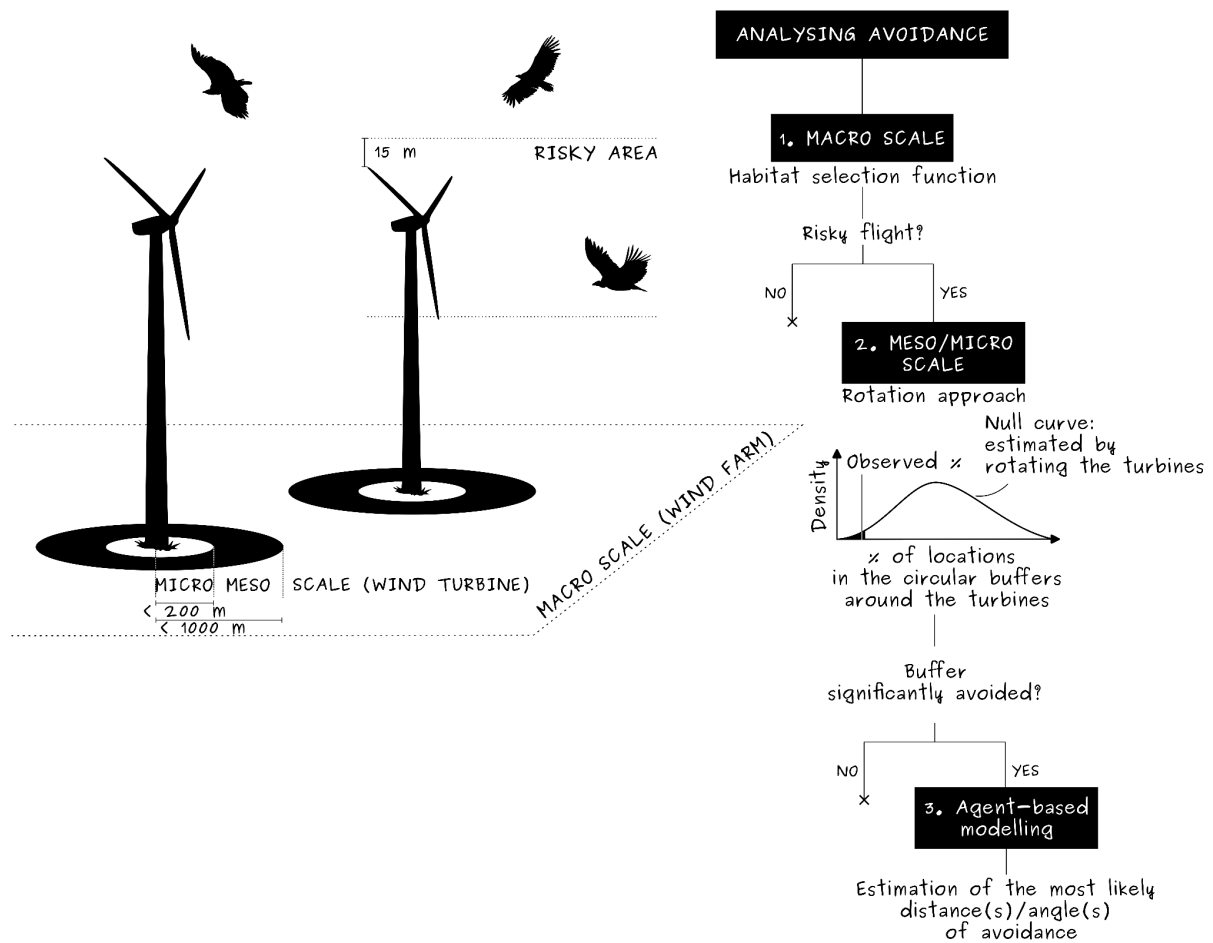 15 m
RISKY AREA
MICRO MESO SCALE (WIND TURBINE)
< 200 m
< 1000 m
MACRO SCALE (WIND FARM)
ANALYSING AVOIDANCE
1. MACRO SCALE
Habitat selection function
Risky flight?
NO
YES
2. MESO/MICRO
SCALE
Rotation approach
Null curve:
estimated by
rotating the turbines
Observed %
Density
% of locations
in the circular buffers
around the turbines
Buffer
significantly avoided?
NO
YES
3. Agent-based
modelling
Estimation of the most likely
distance(s)/angle(s)
of avoidance